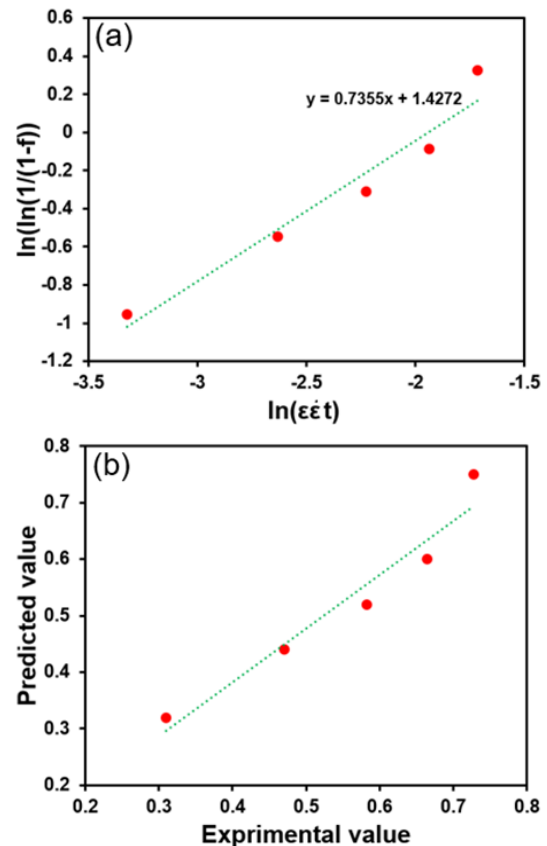 (a)
0.6
0.4
0.2
0
-0.2
-0.4
-0.6
-0.8
-1
-1.2
y = 0.7355x + 1.4272
ln(ln(1/(1-f))
-3.5 -3 -2.5 -2 -1.5
ln(εε̇t)
(b)
0.8
0.7
0.6
0.5
0.4
0.3
0.2
Predicted value
0.2 0.3 0.4 0.5 0.6 0.7 0.8
Exprimental value